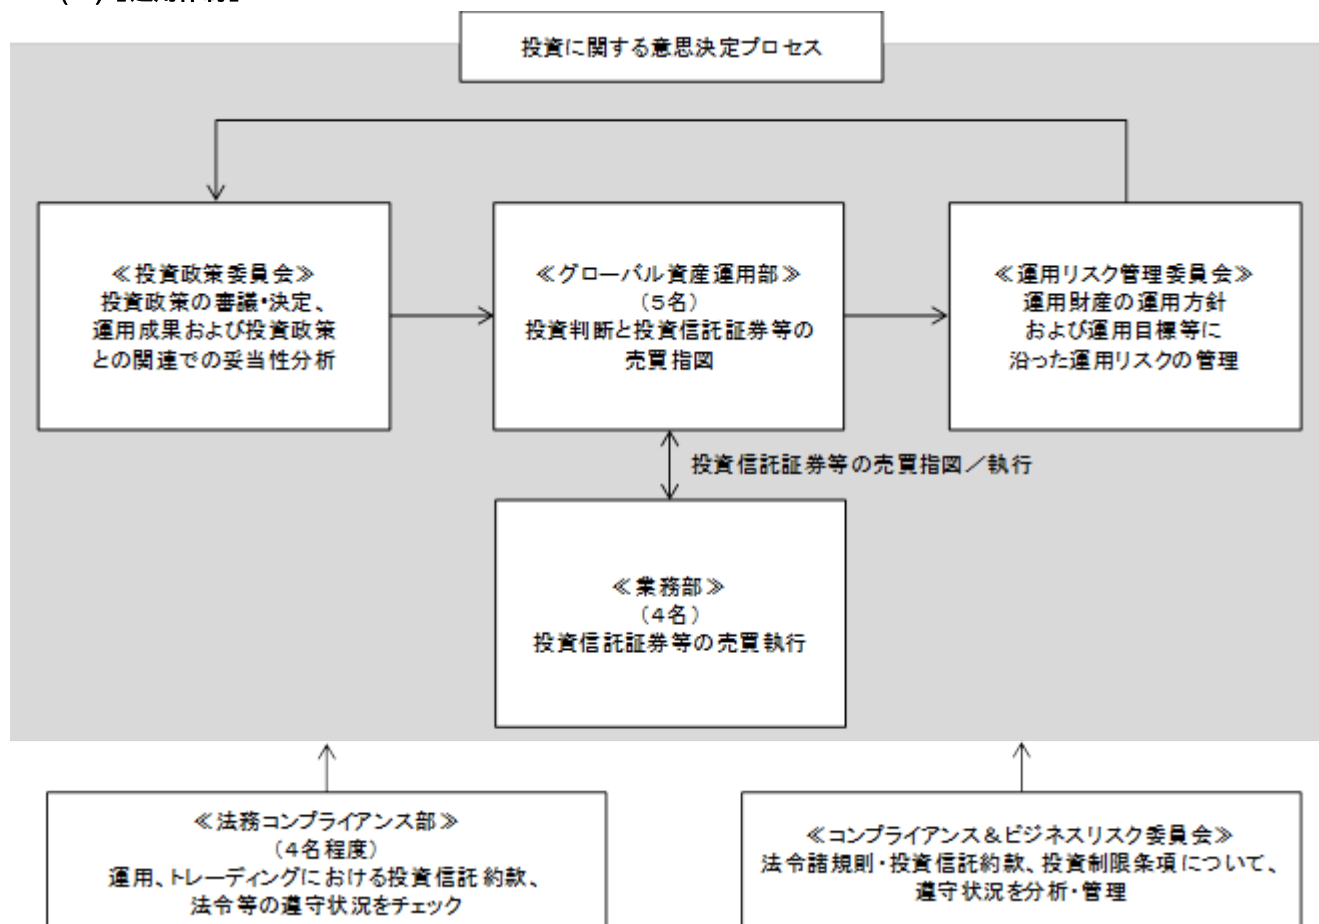 投資に関する意思決定プロセス
≪投資政策委員会≫
投資政策の審議・決定、
運用成果および投資政策
との関連での妥当性分析
≪グローバル資産運用部≫
（５名）
投資判断と投資信託証券等の
売買指図
≪運用リスク管理委員会≫
運用財産の運用方針
および運用目標等に
沿った運用リスクの管理
投資信託証券等の売買指図／執行
≪業務部≫
（４名）
投資信託証券等の売買執行
≪法務コンプライアンス部≫
（４名程度）
運用、トレーディングにおける投資信託約款、
法令等の遵守状況をチェック
≪コンプライアンス＆ビジネスリスク委員会≫
法令諸規則・投資信託約款、投資制限条項について、
遵守状況を分析・管理